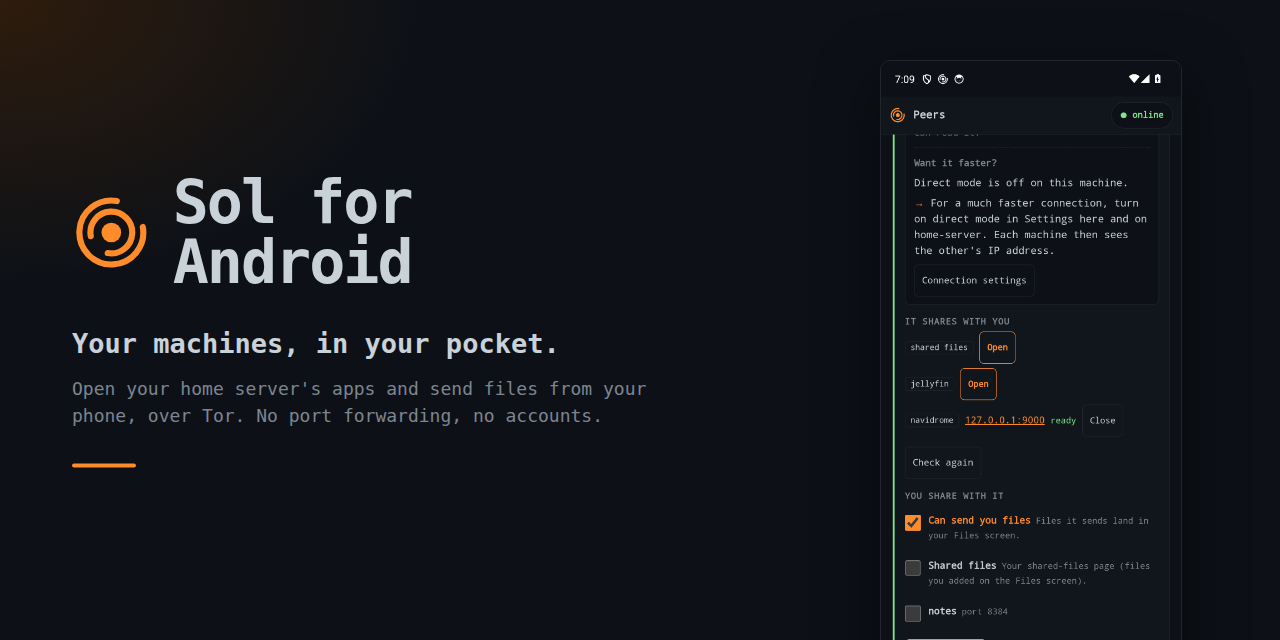 Sol for
Android
Your machines, in your pocket.
Open your home server's apps and send files from your
phone, over Tor. No port forwarding, no accounts.
7:09
Peers
online
Want it faster?
Direct mode is off on this machine.
→ For a much faster connection, turn
on direct mode in Settings here and on
home-server. Each machine then sees
the other's IP address.
Connection settings
IT SHARES WITH YOU
shared files Open
jellyfin Open
navidrome 127.0.0.1:9000 ready Close
Check again
YOU SHARE WITH IT
Can send you files Files it sends land in
your Files screen.
Shared files Your shared-files page (files
you added on the Files screen).
notes port 8384